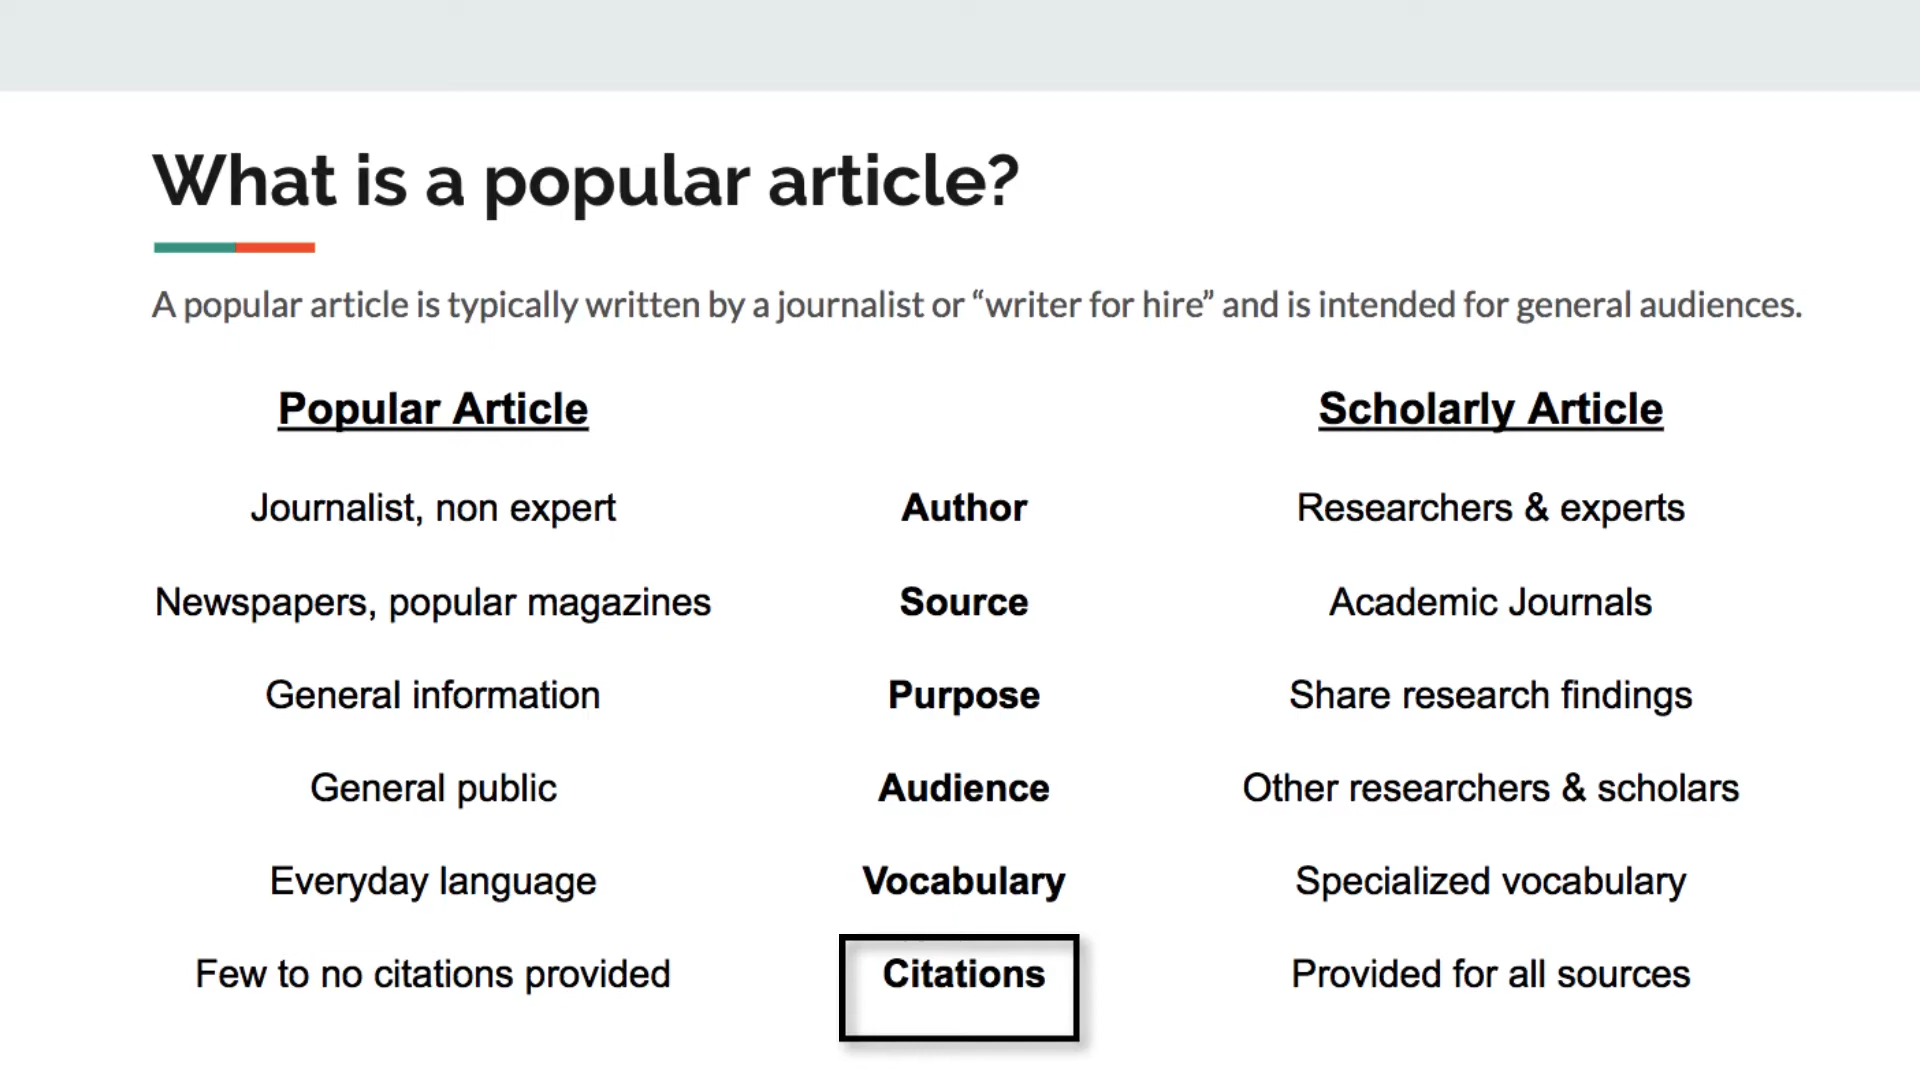 What is a popular article?
A popular article is typically written by a journalist or “writer for hire” and is intended for general audiences.
Popular Article Scholarly Article
Journalist, non expert Author Researchers & experts
Newspapers, popular magazines Source Academic Journals
General information Purpose Share research findings
General public Audience Other researchers & scholars
Everyday language Vocabulary Specialized vocabulary
Few to no citations provided Citations Provided for all sources